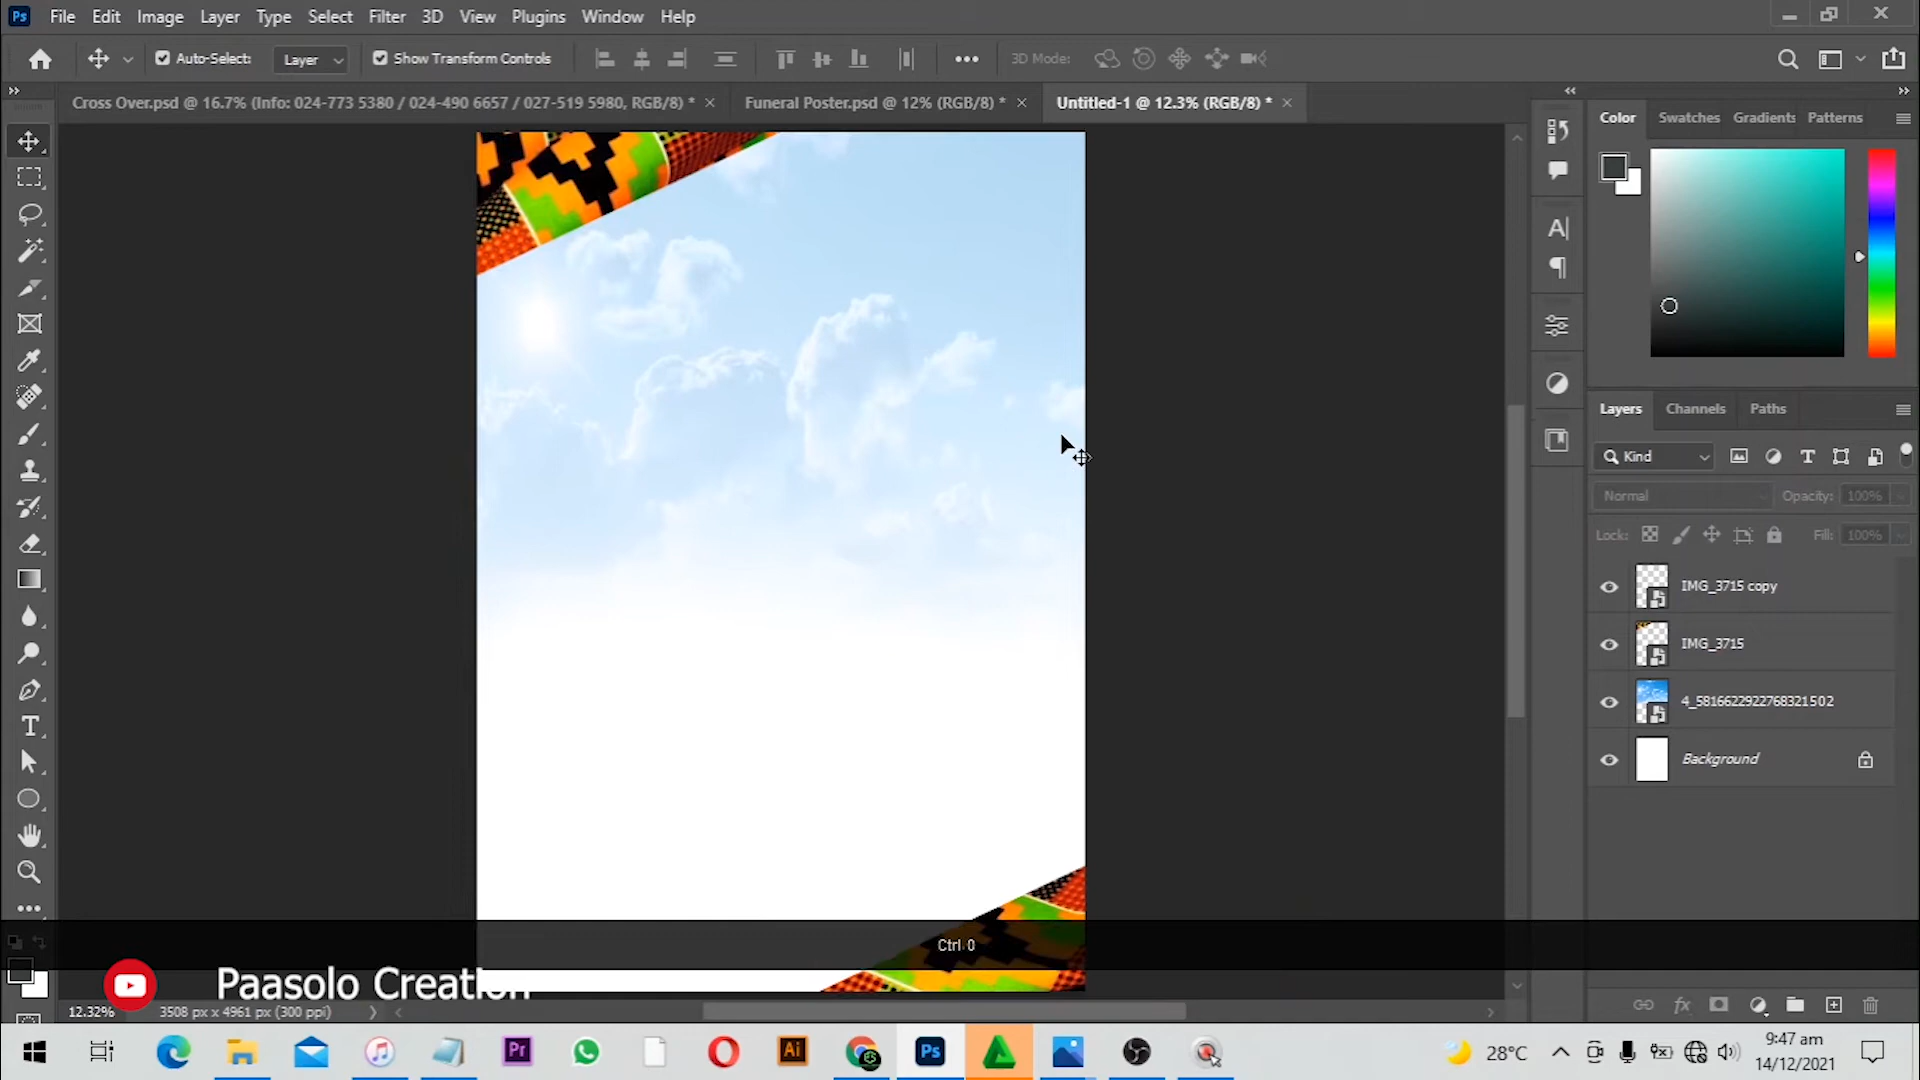 Ps File Edit Image Layer Type Select Filter 3D View Plugins Window Help
Auto-Select: Layer Show Transform Controls 3D Mode:
Cross Over.psd @ 16.7% (Info: 024-773 5380 / 024-490 6657 / 027-519 5980, RGB/8) * Funeral Poster.psd @ 12% (RGB/8) * Untitled-1 @ 12.3% (RGB/8) *
Color Swatches Gradients Patterns
Layers Channels Paths
Kind
Normal Opacity: 100%
Lock: Fill: 100%
IMG_3715 copy
IMG_3715
4_5816622922768321502
Background
Ctrl 0
Paasolo Creation
12.32% 3508 px x 4961 px (300 ppi)
Pr Ai Ps 28°C 9:47 am
14/12/2021